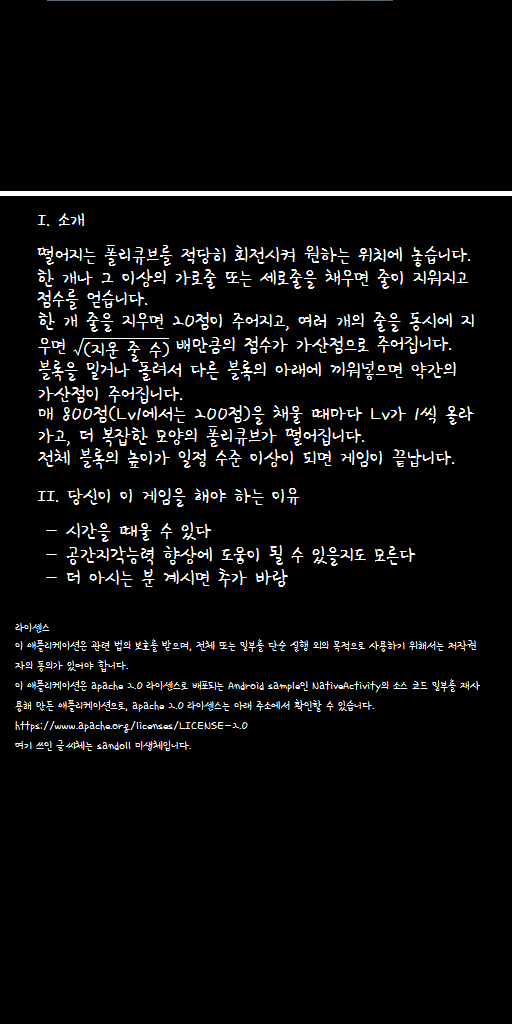 I. 소개
떨어지는 폴리큐브를 적당히 회전시켜 원하는 위치에 놓습니다.
한 개나 그 이상의 가로줄 또는 세로줄을 채우면 줄이 지워지고
점수를 얻습니다.
한 개 줄을 지우면 20점이 주어지고, 여러 개의 줄을 동시에 지
우면 √(지운 줄 수) 배만큼의 점수가 가산점으로 주어집니다.
블록을 밀거나 돌려서 다른 블록의 아래에 끼워넣으면 약간의
가산점이 주어집니다.
매 800점(Lv1에서는 200점)을 채울 때마다 Lv가 1씩 올라
가고, 더 복잡한 모양의 폴리큐브가 떨어집니다.
전체 블록의 높이가 일정 수준 이상이 되면 게임이 끝납니다.
II. 당신이 이 게임을 해야 하는 이유
- 시간을 때울 수 있다
- 공간지각능력 향상에 도움이 될 수 있을지도 모른다
- 더 아시는 분 계시면 추가 바람
라이센스
이 애플리케이션은 관련 법의 보호를 받으며, 전체 또는 일부를 단순 실행 외의 목적으로 사용하기 위해서는 저작권
자의 동의가 있어야 합니다.
이 애플리케이션은 apache 2.0 라이센스로 배포되는 Android sample인 NativeActivity의 소스 코드 일부를 재사
용해 만든 애플리케이션으로, apache 2.0 라이센스는 아래 주소에서 확인할 수 있습니다.
https://www.apache.org/licenses/LICENSE-2.0
여기 쓰인 글씨체는 sandoll 미생체입니다.